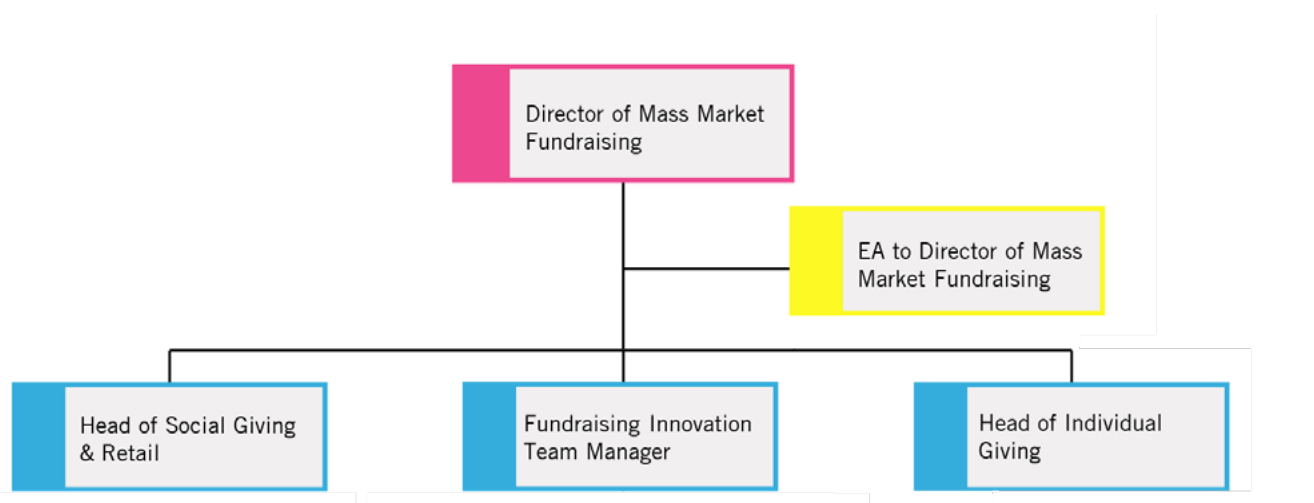 Director of Mass Market
Fundraising
EA to Director of Mass
Market Fundraising
Head of Social Giving
& Retail
Fundraising Innovation
Team Manager
Head of Individual
Giving